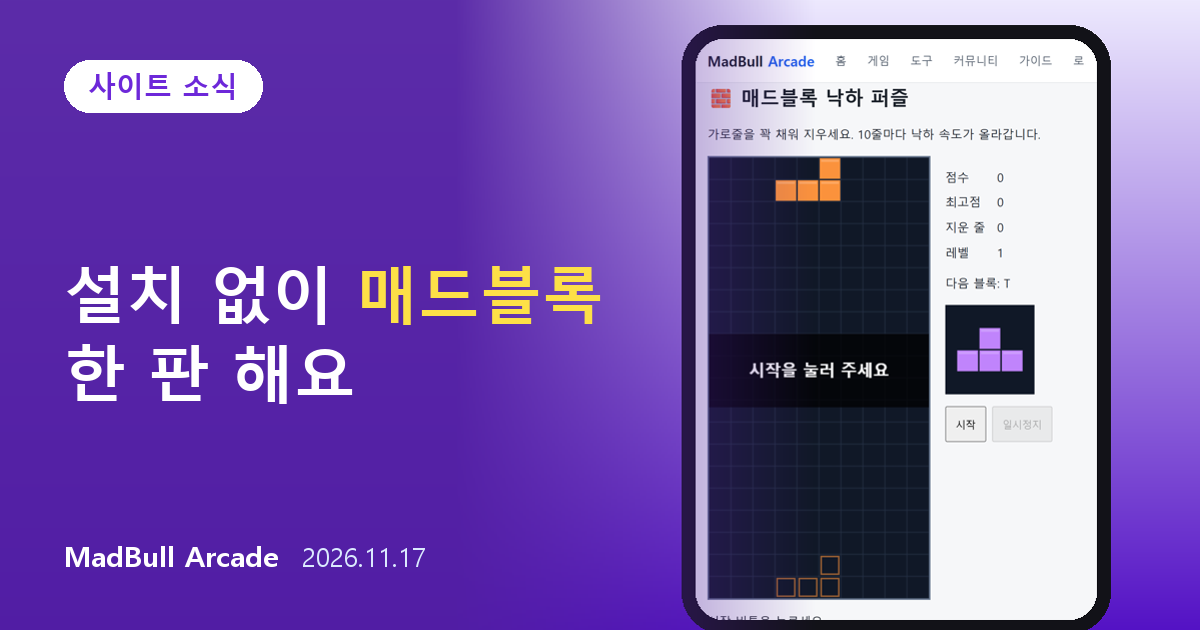 사이트 소식
설치 없이 매드블록
한 판 해요
MadBull Arcade 2026.11.17
MadBull Arcade 홈 게임 도구 커뮤니티 가이드 로
매드블록 낙하 퍼즐
가로줄을 꽉 채워 지우세요. 10줄마다 낙하 속도가 올라갑니다.
점수 0
최고점 0
지운 줄 0
레벨 1
다음 블록: T
시작을 눌러 주세요
시작 일시정지